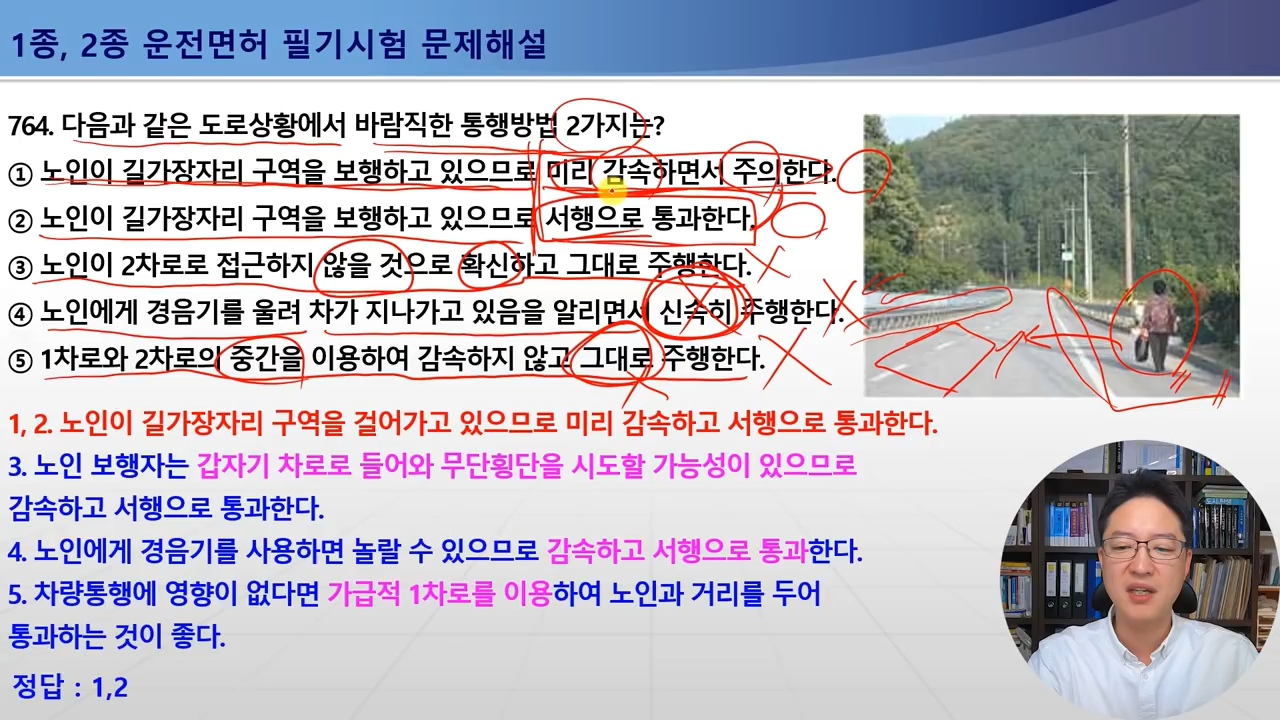 1종, 2종 운전면허 필기시험 문제해설
764. 다음과 같은 도로상황에서 바람직한 통행방법 2가지는?
① 노인이 길가장자리 구역을 보행하고 있으므로 미리 감속하면서 주의한다.
② 노인이 길가장자리 구역을 보행하고 있으므로 서행으로 통과한다.
③ 노인이 2차로로 접근하지 않을 것으로 확신하고 그대로 주행한다.
④ 노인에게 경음기를 울려 차가 지나가고 있음을 알리면서 신속히 주행한다.
⑤ 1차로와 2차로의 중간을 이용하여 감속하지 않고 그대로 주행한다.
1, 2. 노인이 길가장자리 구역을 걸어가고 있으므로 미리 감속하고 서행으로 통과한다.
3. 노인 보행자는 갑자기 차로로 들어와 무단횡단을 시도할 가능성이 있으므로
감속하고 서행으로 통과한다.
4. 노인에게 경음기를 사용하면 놀랄 수 있으므로 감속하고 서행으로 통과한다.
5. 차량통행에 영향이 없다면 가급적 1차로를 이용하여 노인과 거리를 두어
통과하는 것이 좋다.
정답 : 1,2